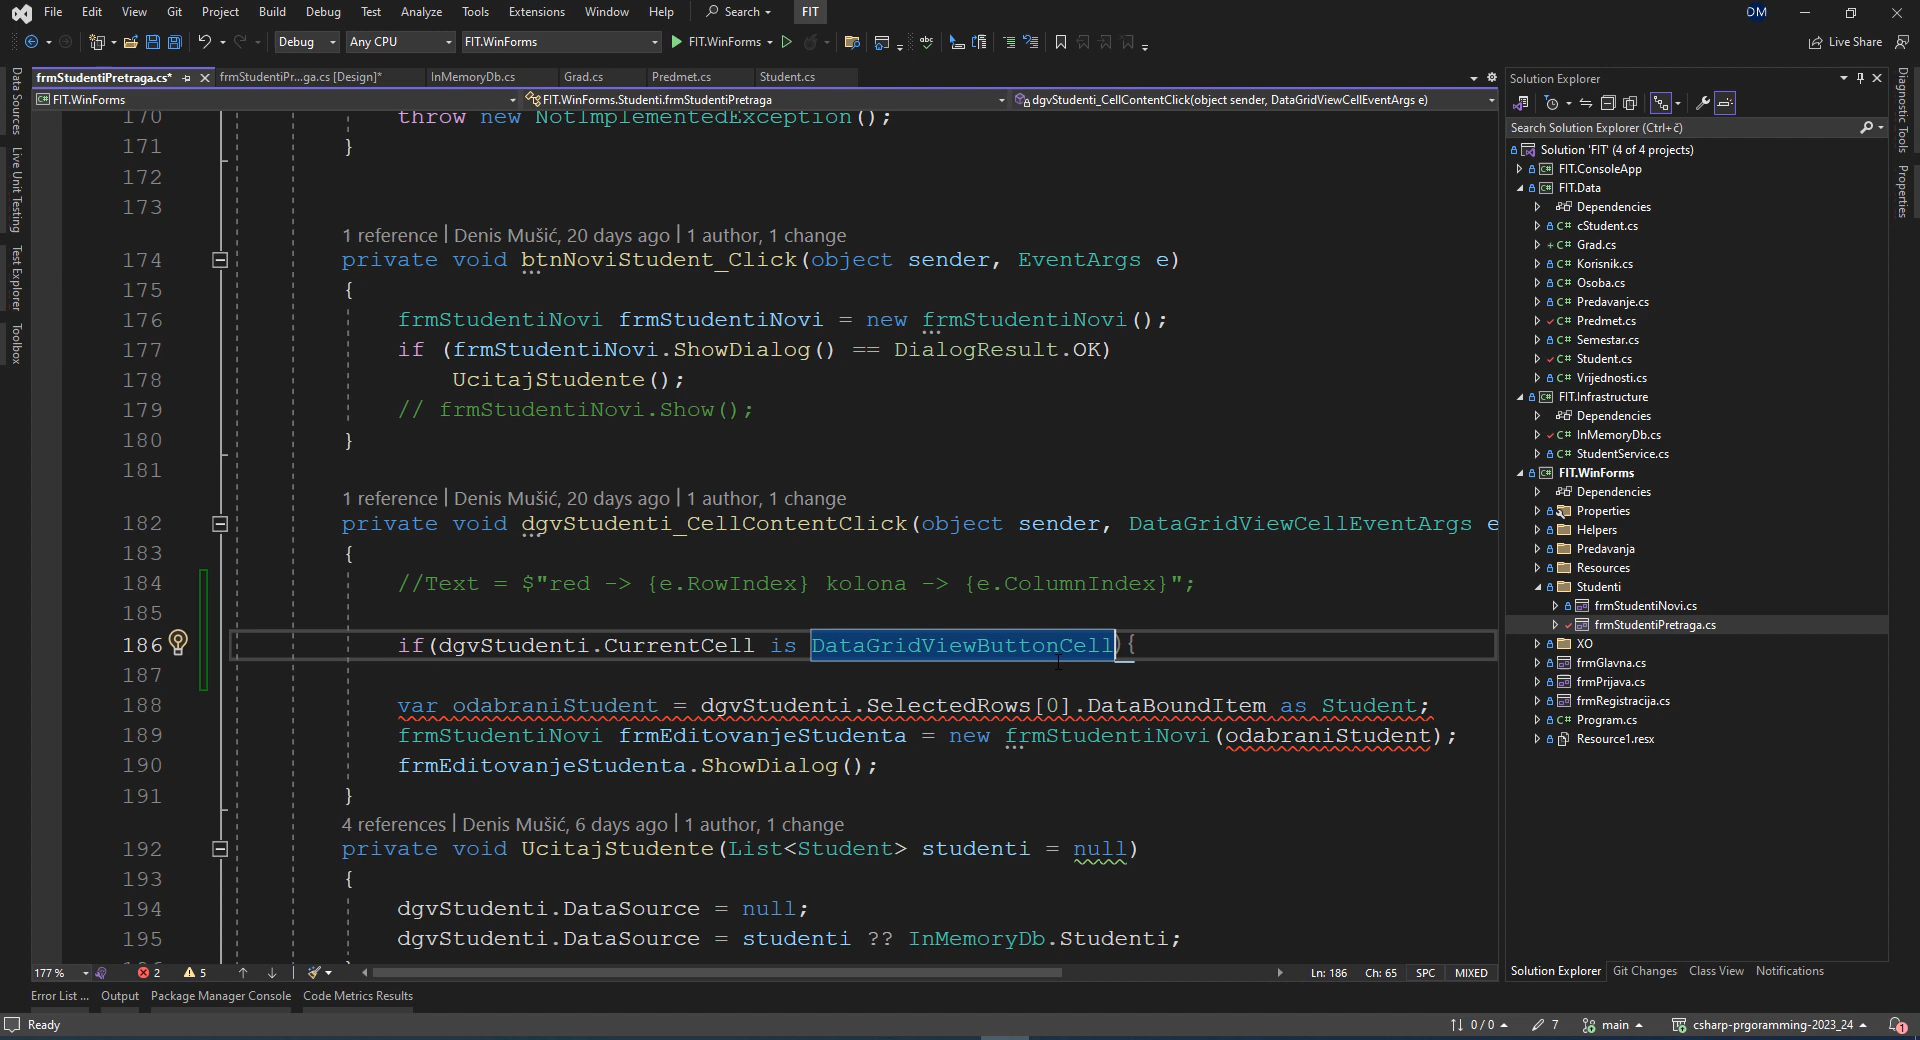 File Edit View Git Project Build Debug Test Analyze Tools Extensions Window Help Search FIT DM
Debug Any CPU FIT.WinForms FIT.WinForms Live Share
frmStudentiPretraga.cs* frmStudentiPr...ga.cs [Design]* InMemoryDb.cs Grad.cs Predmet.cs Student.cs
FIT.WinForms FIT.WinForms.Studenti.frmStudentiPretraga dgvStudenti_CellContentClick(object sender, DataGridViewCellEventArgs e)
Data Sources
Live Unit Testing
Test Explorer
Toolbox
170 throw new NotImplementedException();
171 }
172
173
1 reference | Denis Mušić, 20 days ago | 1 author, 1 change
174 private void btnNoviStudent_Click(object sender, EventArgs e)
175 {
176 frmStudentiNovi frmStudentiNovi = new frmStudentiNovi();
177 if (frmStudentiNovi.ShowDialog() == DialogResult.OK)
178 UcitajStudente();
179 // frmStudentiNovi.Show();
180 }
181
1 reference | Denis Mušić, 20 days ago | 1 author, 1 change
182 private void dgvStudenti_CellContentClick(object sender, DataGridViewCellEventArgs e
183 {
184 //Text = $"red -> {e.RowIndex} kolona -> {e.ColumnIndex}";
185
186 if(dgvStudenti.CurrentCell is DataGridViewButtonCell){
187
188 var odabraniStudent = dgvStudenti.SelectedRows[0].DataBoundItem as Student;
189 frmStudentiNovi frmEditovanjeStudenta = new frmStudentiNovi(odabraniStudent);
190 frmEditovanjeStudenta.ShowDialog();
191 }
4 references | Denis Mušić, 6 days ago | 1 author, 1 change
192 private void UcitajStudente(List<Student> studenti = null)
193 {
194 dgvStudenti.DataSource = null;
195 dgvStudenti.DataSource = studenti ?? InMemoryDb.Studenti;
177 % 2 5 Ln: 186 Ch: 65 SPC MIXED
Error List ... Output Package Manager Console Code Metrics Results
Solution Explorer
Search Solution Explorer (Ctrl+č)
Solution 'FIT' (4 of 4 projects)
FIT.ConsoleApp
FIT.Data
Dependencies
cStudent.cs
Grad.cs
Korisnik.cs
Osoba.cs
Predavanje.cs
Predmet.cs
Semestar.cs
Student.cs
Vrijednosti.cs
FIT.Infrastructure
Dependencies
InMemoryDb.cs
StudentService.cs
FIT.WinForms
Dependencies
Properties
Helpers
Predavanja
Resources
Studenti
frmStudentiNovi.cs
frmStudentiPretraga.cs
XO
frmGlavna.cs
frmPrijava.cs
frmRegistracija.cs
Program.cs
Resource1.resx
Solution Explorer Git Changes Class View Notifications
Diagnostic Tools
Properties
Ready 0 / 0 7 main csharp-prgoramming-2023_24 1